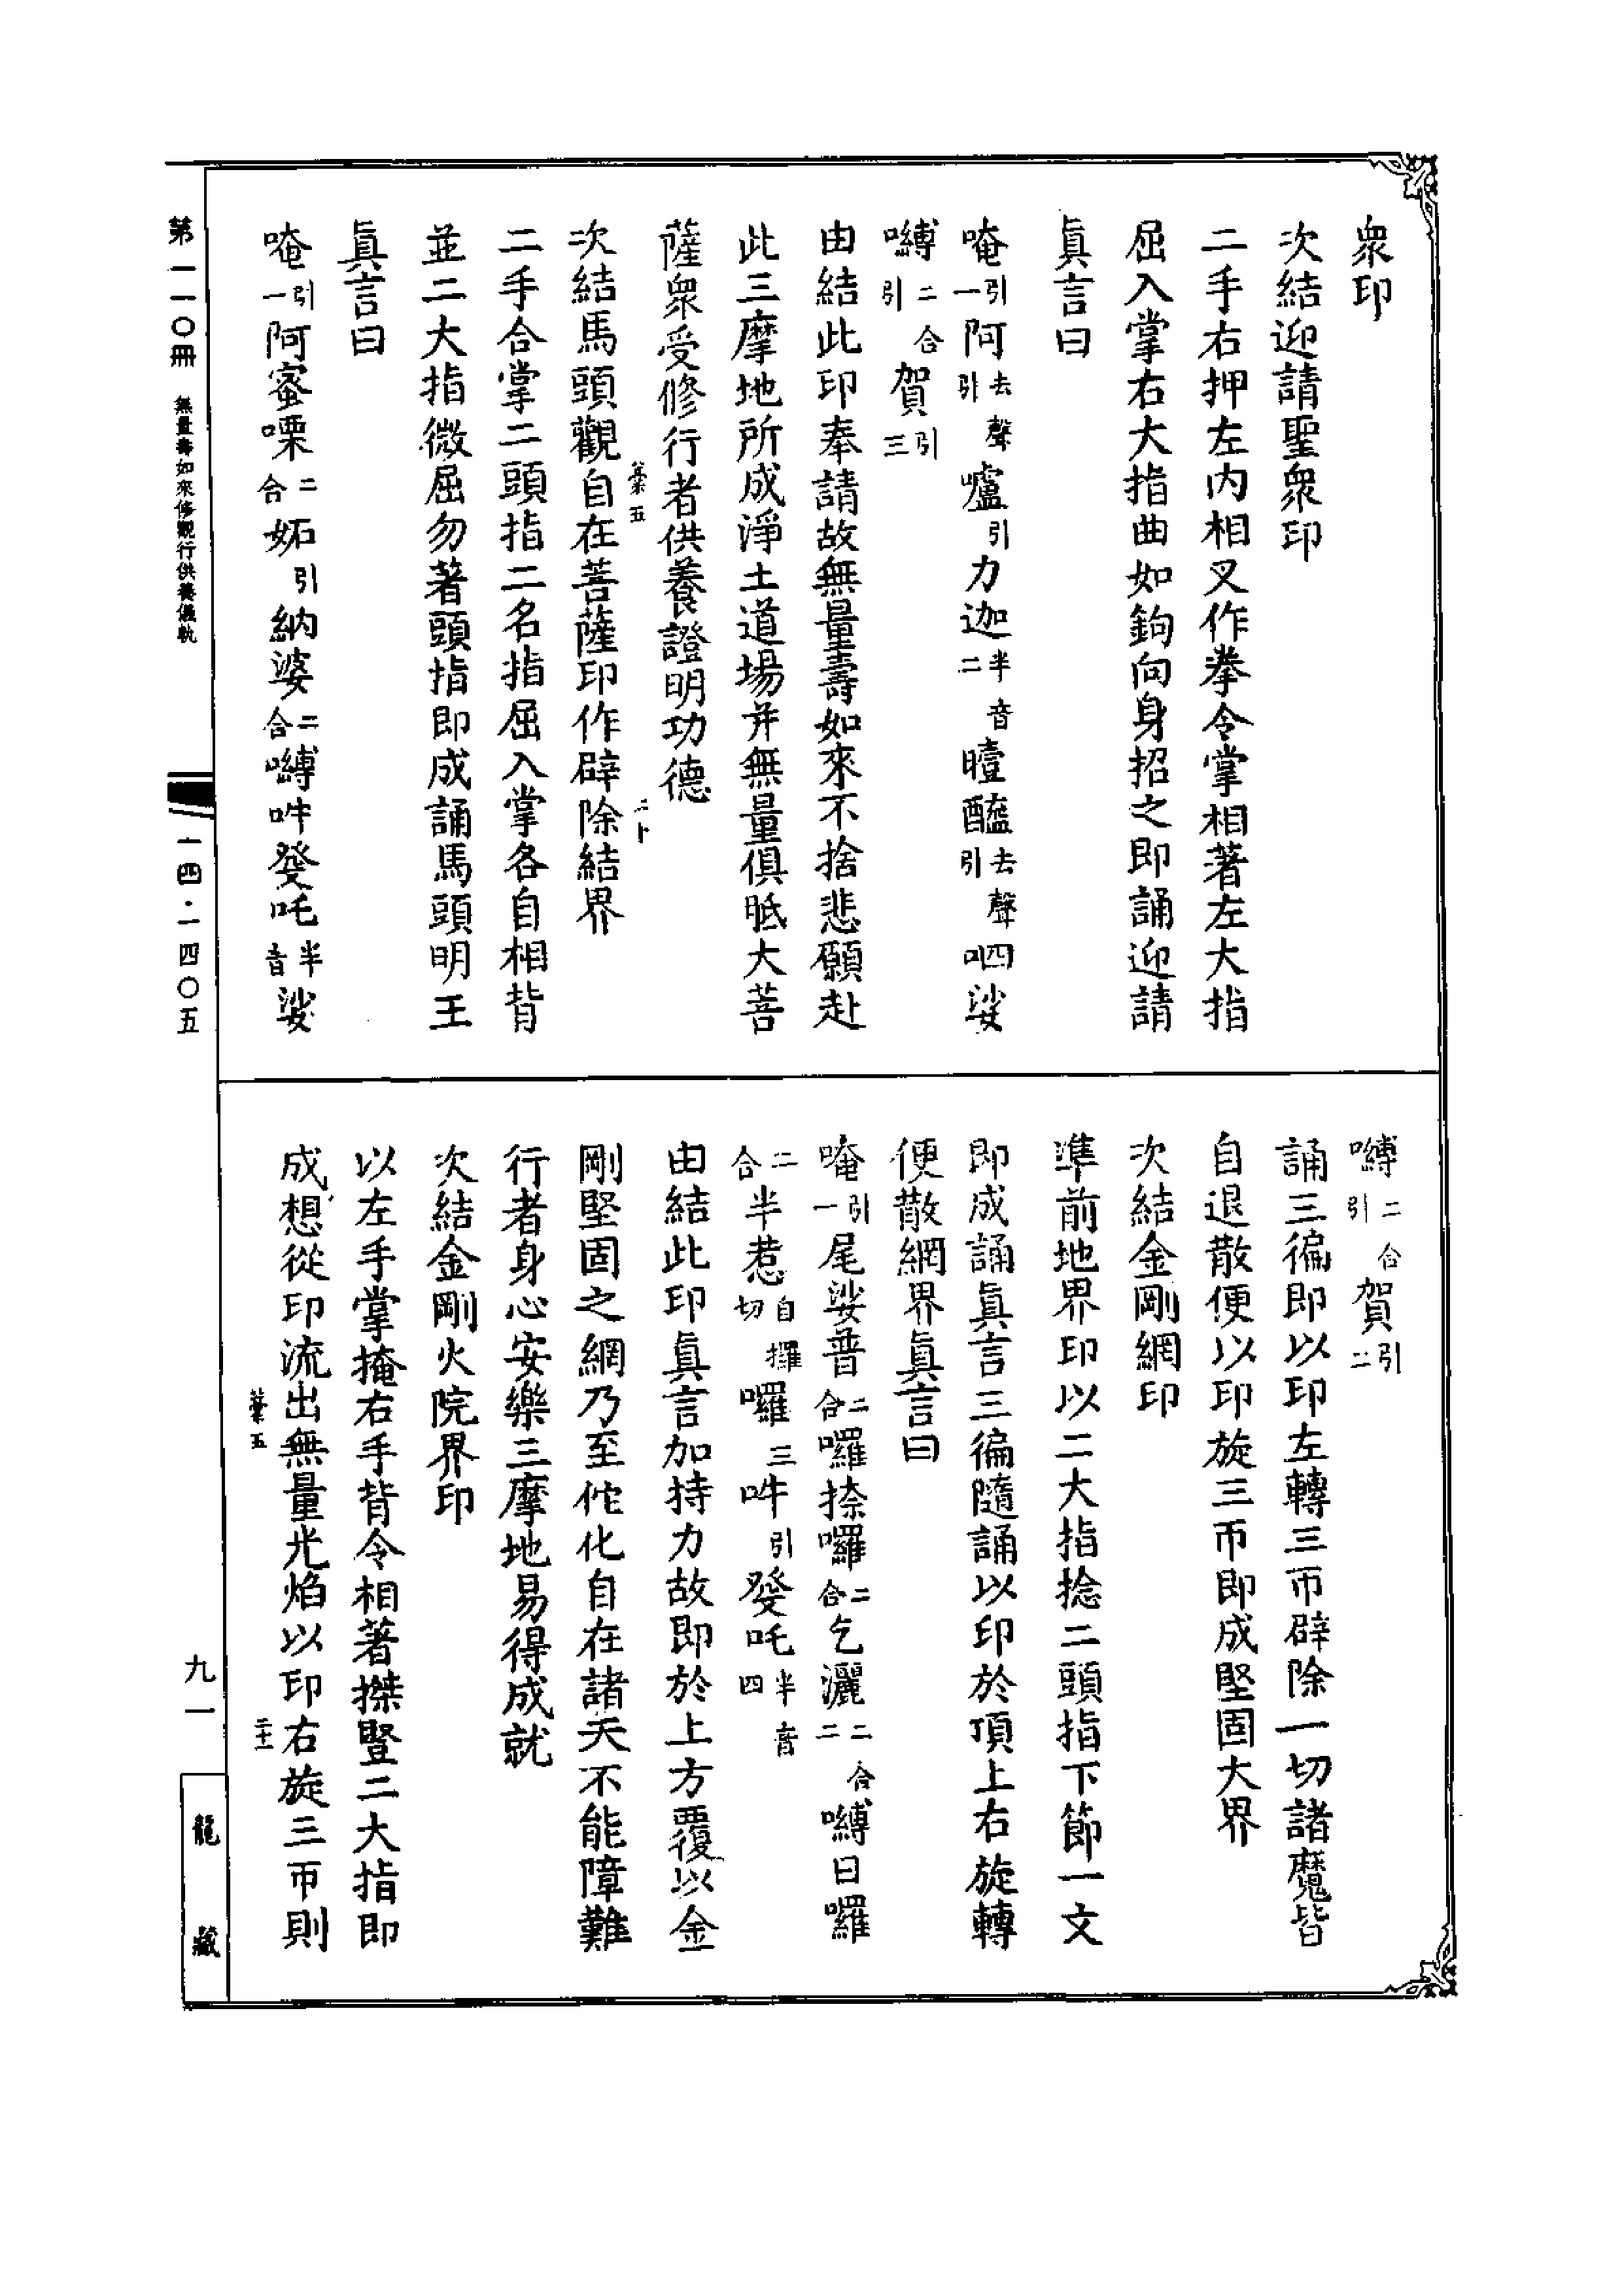 衆印
次結迎請聖衆印
二手右押左内相叉作拳令掌相著左大指
屈入掌右大指曲如鉤向身招之即誦迎請
眞言曰
唵引一阿去聲引嚧引力迦半音二曀醯去聲引呬娑
嚩二合引賀引三
由結此印奉請故無量壽如來不捨悲願赴
此三摩地所成淨土道場并無量俱胝大菩
薩衆受修行者供養證明功德
次結馬頭觀自在菩薩印作辟除結界
二手合掌二頭指二名指屈入掌各自相背
並二大指微屈勿著頭指即成誦馬頭明王
眞言曰
唵引一阿蜜㗚二合妬引納婆二合嚩吽發吒半音娑
嚩二合引賀引二
誦三徧即以印左轉三帀辟除一切諸魔皆
自退散便以印旋三帀即成堅固大界
次結金剛網印
準前地界印以二大指捻二頭指下節一文
即成誦眞言三徧隨誦以印於頂上右旋轉
便散網界眞言曰
唵引一尾娑普二合囉捺囉二合乞灑二合二嚩日囉
二合半惹自攞切囉三吽引發吒半音四
由結此印眞言加持力故即於上方覆以金
剛堅固之網乃至佗化自在諸天不能障難
行者身心安樂三摩地易得成就
次結金剛火院界印
以左手掌掩右手背令相著搩豎二大指即
成想從印流出無量光焰以印右旋三帀則
第一一〇冊 無量壽如來修觀行供養儀軌
一四·一四〇五
九一
龍藏